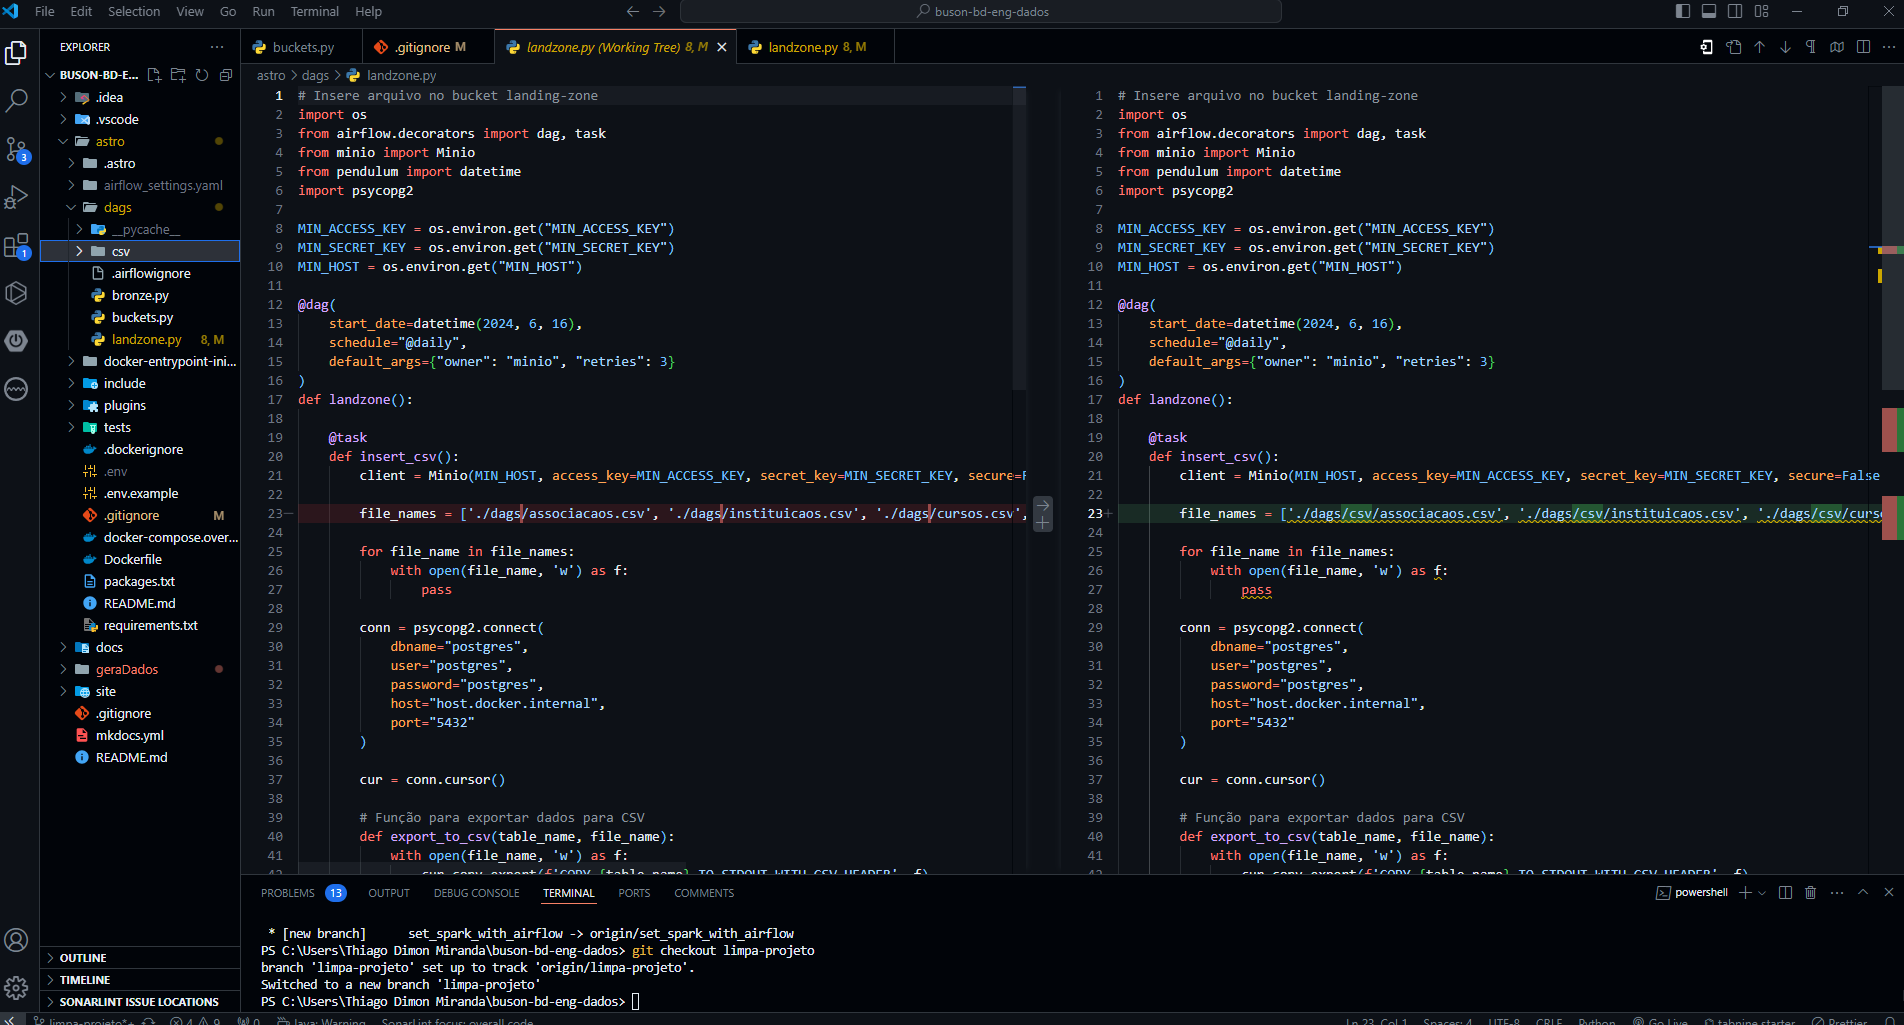 File Edit Selection View Go Run Terminal Help
buson-bd-eng-dados
EXPLORER
BUSON-BD-E...
.idea
.vscode
astro
.astro
airflow_settings.yaml
dags
__pycache__
csv
.airflowignore
bronze.py
buckets.py
landzone.py 8, M
docker-entrypoint-ini...
include
plugins
tests
.dockerignore
.env
.env.example
.gitignore M
docker-compose.over...
Dockerfile
packages.txt
README.md
requirements.txt
docs
geraDados
site
.gitignore
mkdocs.yml
README.md
OUTLINE
TIMELINE
SONARLINT ISSUE LOCATIONS
3
1
buckets.py
.gitignore M
landzone.py (Working Tree) 8, M
landzone.py 8, M
astro > dags > landzone.py
1 # Insere arquivo no bucket landing-zone
2 import os
3 from airflow.decorators import dag, task
4 from minio import Minio
5 from pendulum import datetime
6 import psycopg2
7
8 MIN_ACCESS_KEY = os.environ.get("MIN_ACCESS_KEY")
9 MIN_SECRET_KEY = os.environ.get("MIN_SECRET_KEY")
10 MIN_HOST = os.environ.get("MIN_HOST")
11
12 @dag(
13 start_date=datetime(2024, 6, 16),
14 schedule="@daily",
15 default_args={"owner": "minio", "retries": 3}
16 )
17 def landzone():
18
19 @task
20 def insert_csv():
21 client = Minio(MIN_HOST, access_key=MIN_ACCESS_KEY, secret_key=MIN_SECRET_KEY, secure=F
22
23 file_names = ['./dags/associacaos.csv', './dags/instituicaos.csv', './dags/cursos.csv',
24
25 for file_name in file_names:
26 with open(file_name, 'w') as f:
27 pass
28
29 conn = psycopg2.connect(
30 dbname="postgres",
31 user="postgres",
32 password="postgres",
33 host="host.docker.internal",
34 port="5432"
35 )
36
37 cur = conn.cursor()
38
39 # Função para exportar dados para CSV
40 def export_to_csv(table_name, file_name):
41 with open(file_name, 'w') as f:
42 cur.copy_expert(f'COPY {table_name} TO STDOUT WITH CSV HEADER', f)
1 # Insere arquivo no bucket landing-zone
2 import os
3 from airflow.decorators import dag, task
4 from minio import Minio
5 from pendulum import datetime
6 import psycopg2
7
8 MIN_ACCESS_KEY = os.environ.get("MIN_ACCESS_KEY")
9 MIN_SECRET_KEY = os.environ.get("MIN_SECRET_KEY")
10 MIN_HOST = os.environ.get("MIN_HOST")
11
12 @dag(
13 start_date=datetime(2024, 6, 16),
14 schedule="@daily",
15 default_args={"owner": "minio", "retries": 3}
16 )
17 def landzone():
18
19 @task
20 def insert_csv():
21 client = Minio(MIN_HOST, access_key=MIN_ACCESS_KEY, secret_key=MIN_SECRET_KEY, secure=False
22
23 file_names = ['./dags/csv/associacaos.csv', './dags/csv/instituicaos.csv', './dags/csv/curs
24
25 for file_name in file_names:
26 with open(file_name, 'w') as f:
27 pass
28
29 conn = psycopg2.connect(
30 dbname="postgres",
31 user="postgres",
32 password="postgres",
33 host="host.docker.internal",
34 port="5432"
35 )
36
37 cur = conn.cursor()
38
39 # Função para exportar dados para CSV
40 def export_to_csv(table_name, file_name):
41 with open(file_name, 'w') as f:
42 cur.copy_expert(f'COPY {table_name} TO STDOUT WITH CSV HEADER', f)
PROBLEMS 13 OUTPUT DEBUG CONSOLE TERMINAL PORTS COMMENTS
powershell
* [new branch] set_spark_with_airflow -> origin/set_spark_with_airflow
PS C:\Users\Thiago Dimon Miranda\buson-bd-eng-dados> git checkout limpa-projeto
branch 'limpa-projeto' set up to track 'origin/limpa-projeto'.
Switched to a new branch 'limpa-projeto'
PS C:\Users\Thiago Dimon Miranda\buson-bd-eng-dados>
limpa-projeto*+ 4 9 0 Java: Warning SonarLint focus: overall code Ln 23, Col 1 Spaces: 4 UTF-8 CRLF Python Go Live tabnine starter Prettier